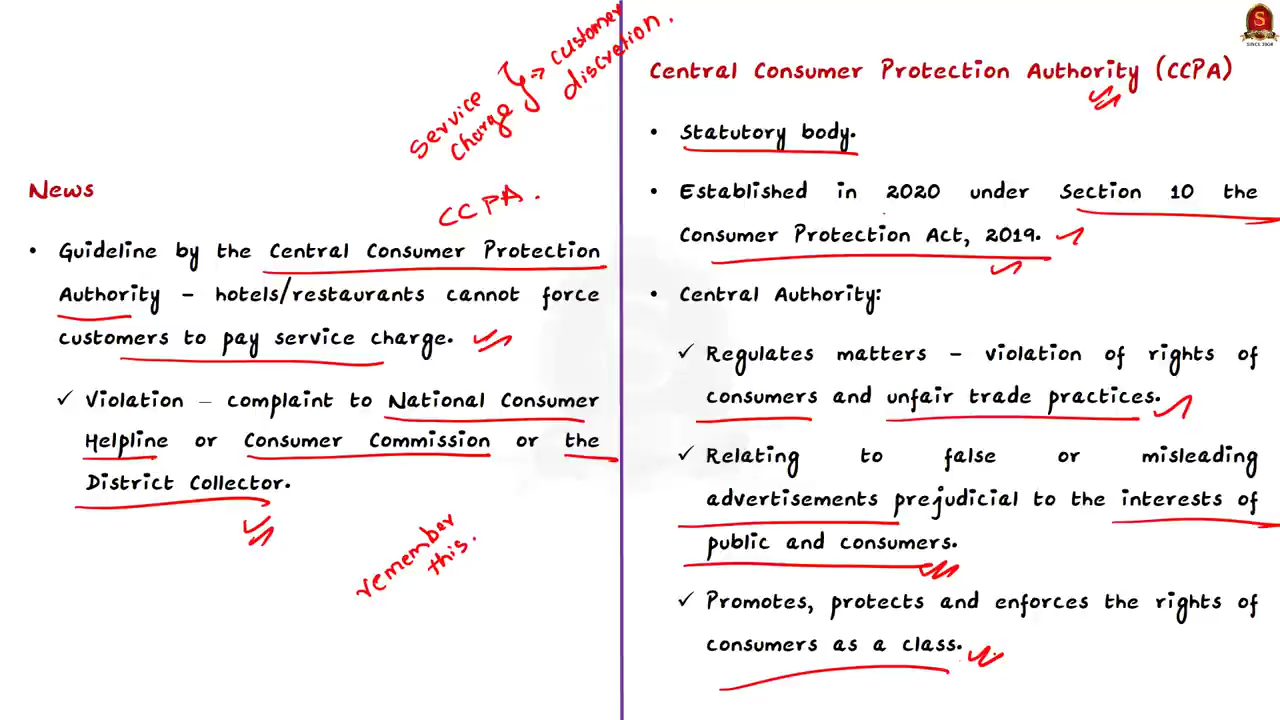 Service
charge } => customer
discretion.
CCPA.
News
• Guideline by the Central Consumer Protection
Authority – hotels/restaurants cannot force
customers to pay service charge.
✓ Violation – complaint to National Consumer
Helpline or Consumer Commission or the
District Collector.
remember
this.
S
SINCE 2004
Central Consumer Protection Authority (CCPA)
• Statutory body.
• Established in 2020 under Section 10 the
Consumer Protection Act, 2019.
• Central Authority:
✓ Regulates matters – violation of rights of
consumers and unfair trade practices.
✓ Relating to false or misleading
advertisements prejudicial to the interests of
public and consumers.
✓ Promotes, protects and enforces the rights of
consumers as a class.